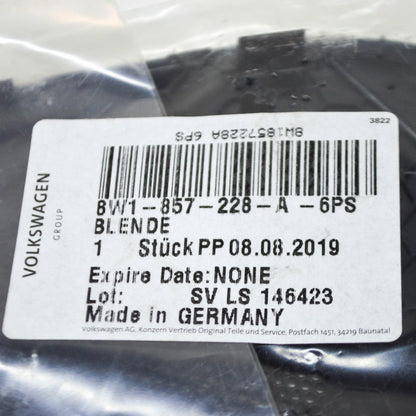 3822
8W1857228A 6PS
VOLKSWAGEN
GROUP
8W1-857-228-A -6PS
BLENDE
1 Stück PP 08.08.2019
Expire Date: NONE
Lot: SV LS 146423
Made in GERMANY
Volkswagen AG, Konzern Vertrieb Original Teile und Service, Postfach 1451, 34219 Baunatal